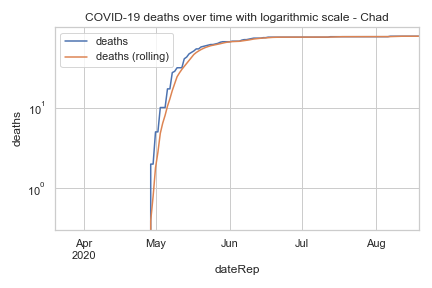 COVID-19 deaths over time with logarithmic scale - Chad
deaths
deaths (rolling)
10¹
10⁰
deaths
Apr
2020
May
Jun
Jul
Aug
dateRep